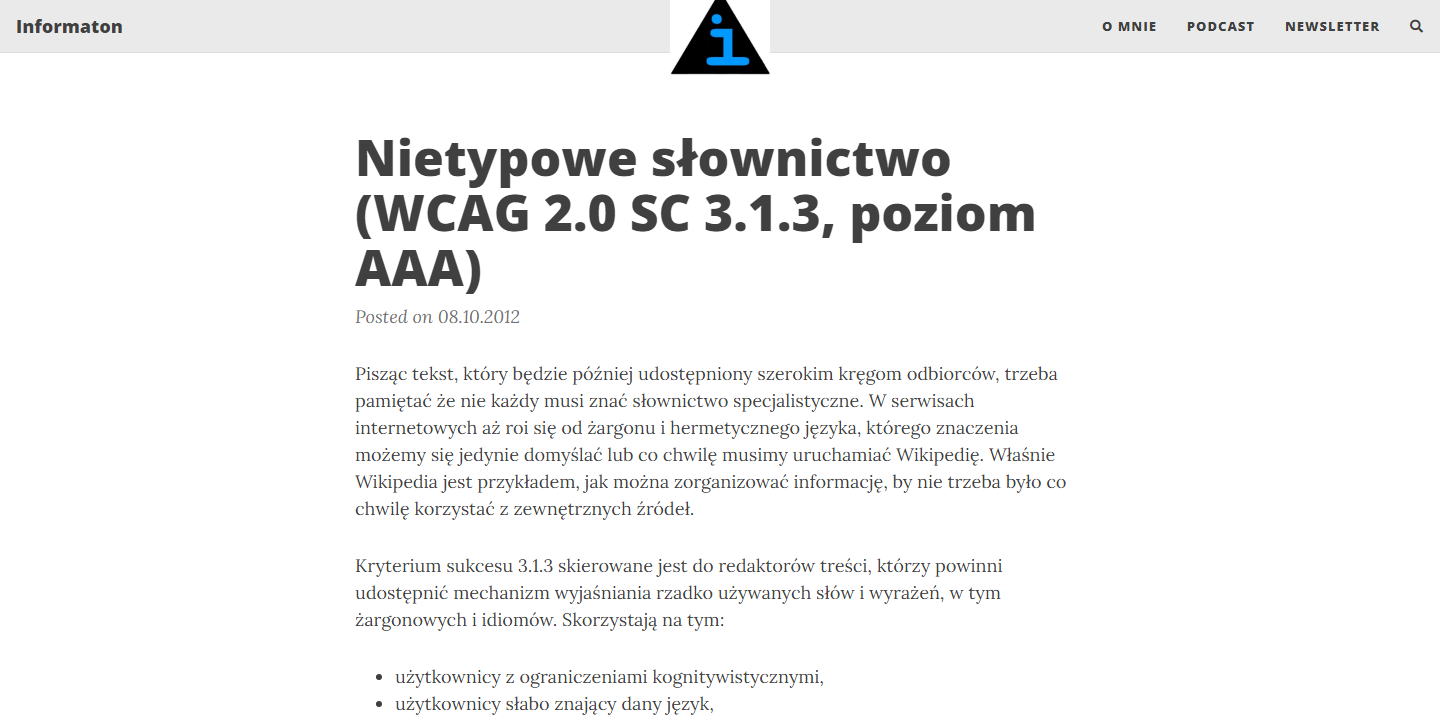 Informaton
i
O MNIE
PODCAST
NEWSLETTER
Nietypowe słownictwo
(WCAG 2.0 SC 3.1.3, poziom
AAA)
Posted on 08.10.2012
Pisząc tekst, który będzie później udostępniony szerokim kręgom odbiorców, trzeba
pamiętać że nie każdy musi znać słownictwo specjalistyczne. W serwisach
internetowych aż roi się od żargonu i hermetycznego języka, którego znaczenia
możemy się jedynie domyślać lub co chwilę musimy uruchamiać Wikipedię. Właśnie
Wikipedia jest przykładem, jak można zorganizować informację, by nie trzeba było co
chwilę korzystać z zewnętrznych źródeł.
Kryterium sukcesu 3.1.3 skierowane jest do redaktorów treści, którzy powinni
udostępnić mechanizm wyjaśniania rzadko używanych słów i wyrażeń, w tym
żargonowych i idiomów. Skorzystają na tym:
użytkownicy z ograniczeniami kognitywistycznymi,
użytkownicy słabo znający dany język,